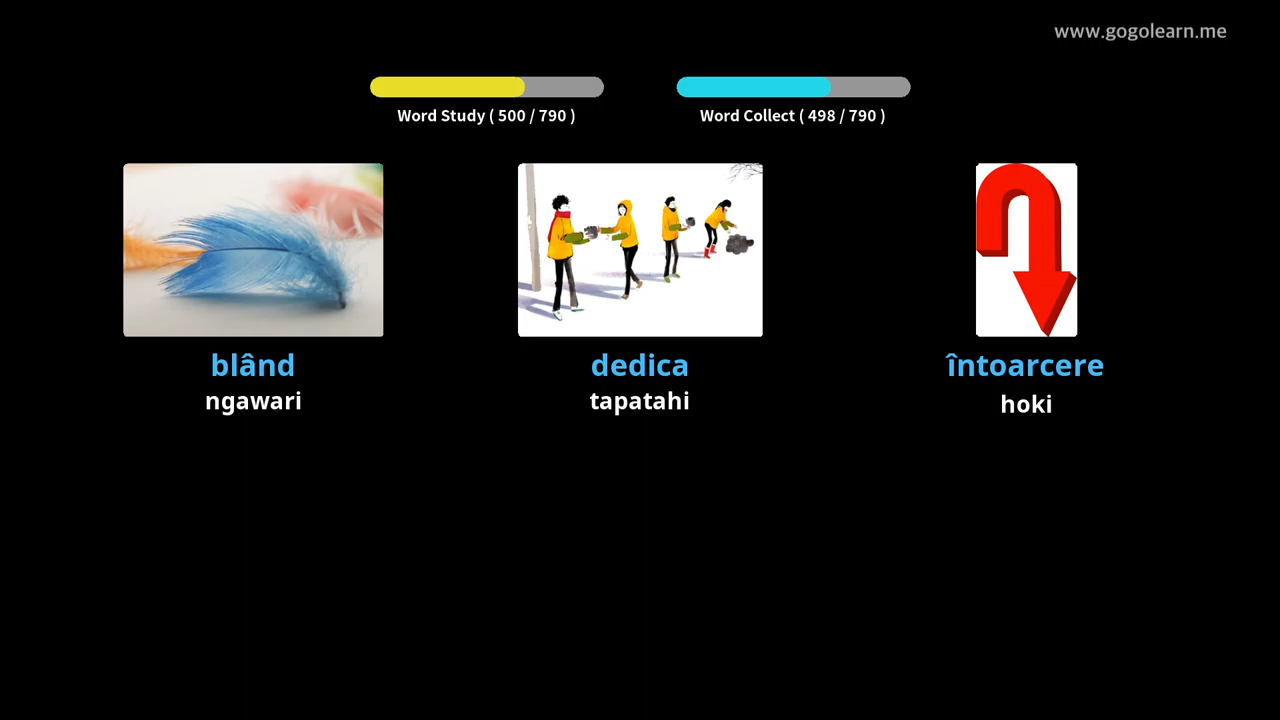 www.gogolearn.me
Word Study ( 500 / 790 )
Word Collect ( 498 / 790 )
blând
ngawari
dedica
tapatahi
întoarcere
hoki